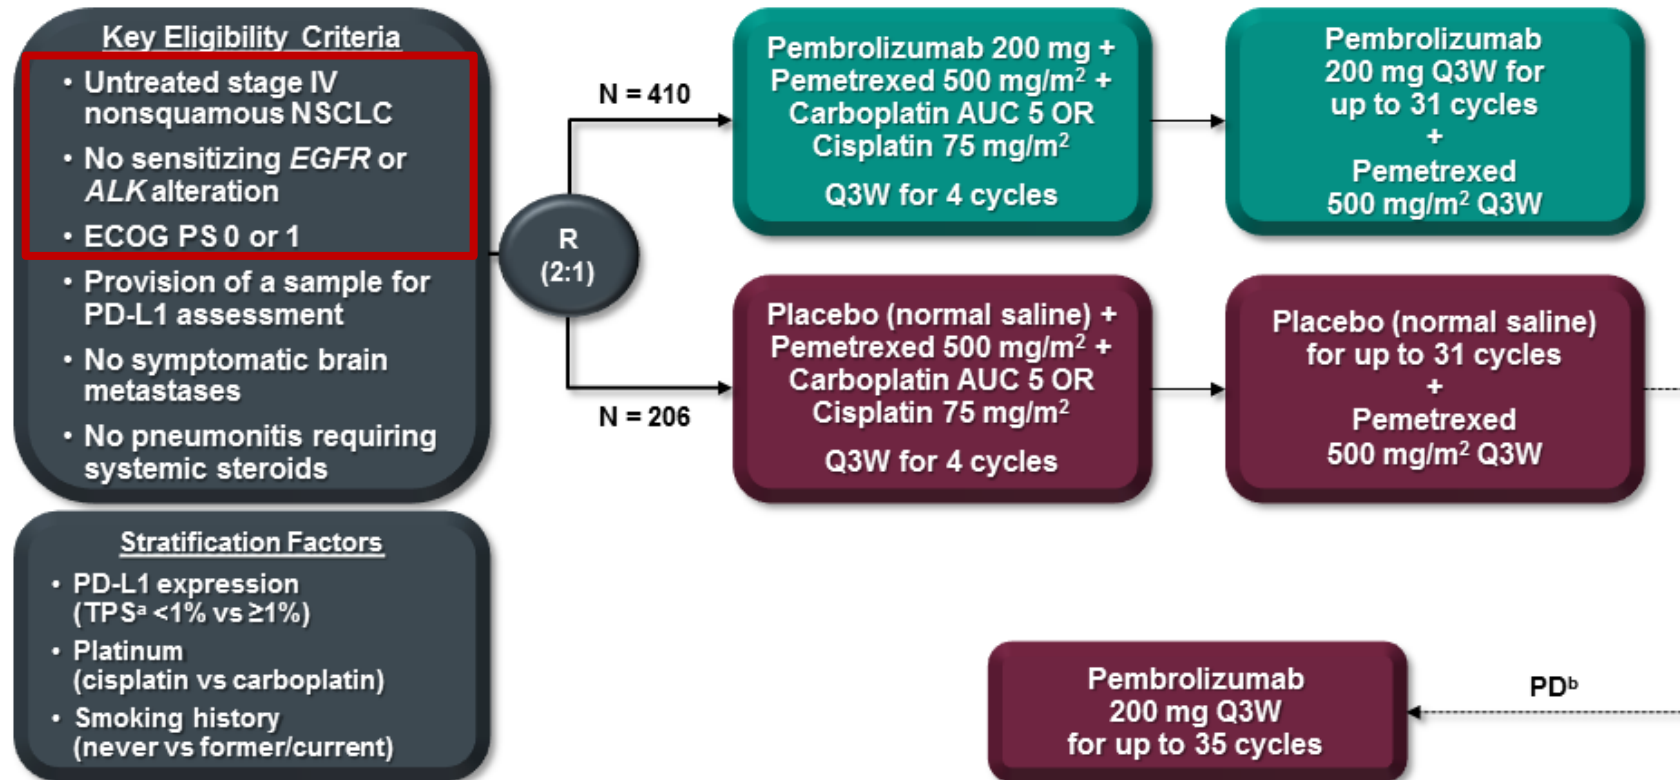 Key Eligibility Criteria
• Untreated stage IV
nonsquamous NSCLC
• No sensitizing EGFR or
ALK alteration
• ECOG PS 0 or 1
• Provision of a sample for
PD-L1 assessment
• No symptomatic brain
metastases
• No pneumonitis requiring
systemic steroids
Stratification Factors
• PD-L1 expression
(TPSᵃ <1% vs ≥1%)
• Platinum
(cisplatin vs carboplatin)
• Smoking history
(never vs former/current)
R
(2:1)
N = 410
Pembrolizumab 200 mg +
Pemetrexed 500 mg/m² +
Carboplatin AUC 5 OR
Cisplatin 75 mg/m²
Q3W for 4 cycles
Pembrolizumab
200 mg Q3W for
up to 31 cycles
+
Pemetrexed
500 mg/m² Q3W
N = 206
Placebo (normal saline) +
Pemetrexed 500 mg/m² +
Carboplatin AUC 5 OR
Cisplatin 75 mg/m²
Q3W for 4 cycles
Placebo (normal saline)
for up to 31 cycles
+
Pemetrexed
500 mg/m² Q3W
PDᵇ
Pembrolizumab
200 mg Q3W
for up to 35 cycles